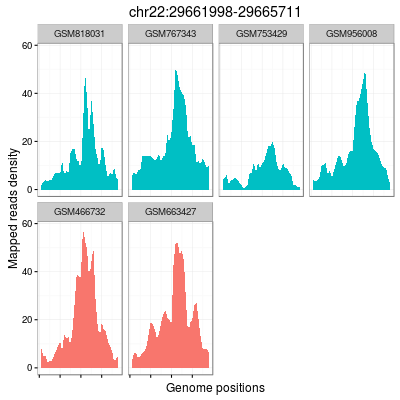 chr22:29661998-29665711
GSM818031 GSM767343 GSM753429 GSM956008
60
40
20
0
GSM466732 GSM663427
60
40
20
0
Mapped reads density
Genome positions